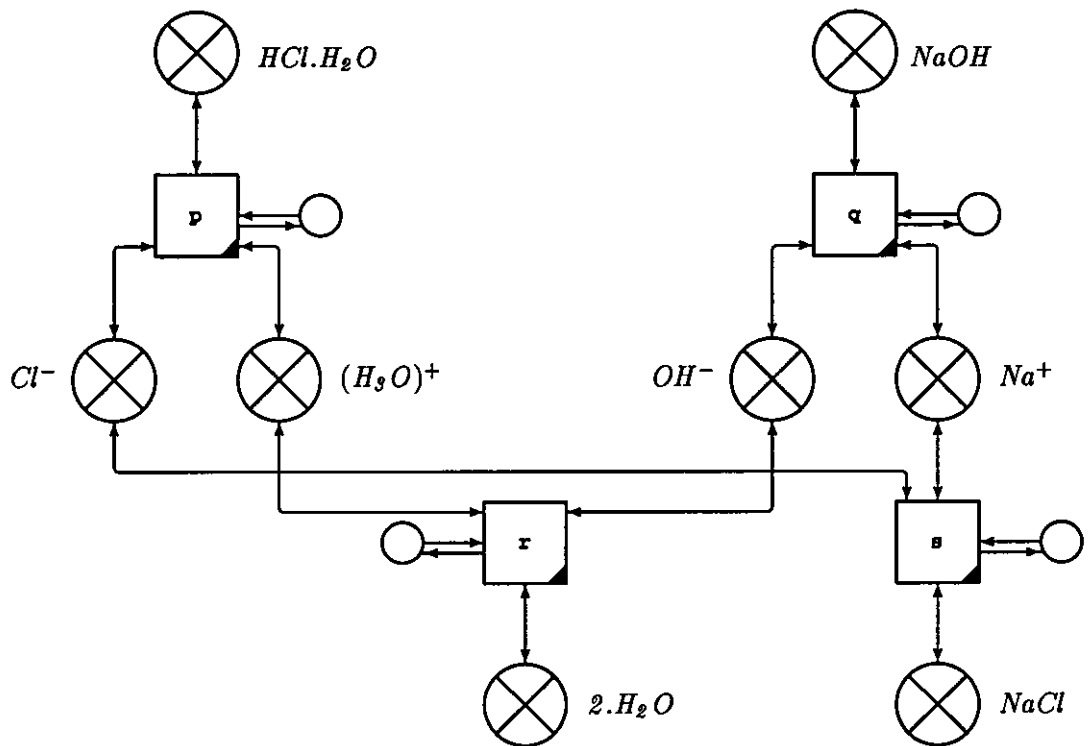 HCl.H₂O
NaOH
p
q
Cl⁻
(H₃O)⁺
OH⁻
Na⁺
r
s
2.H₂O
NaCl